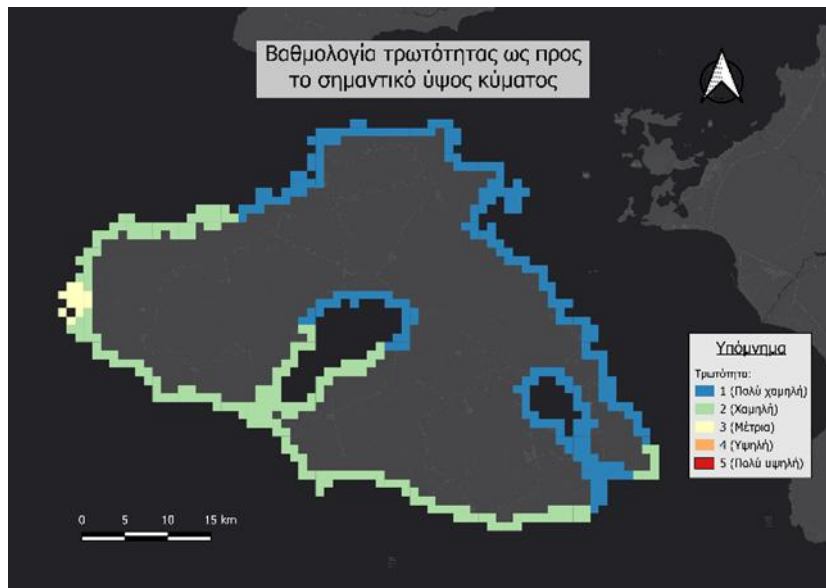 Βαθμολογία τρωτότητας ως προς
το σημαντικό ύψος κύματος
Υπόμνημα
Τρωτότητα:
1 (Πολύ χαμηλή)
2 (Χαμηλή)
3 (Μέτρια)
4 (Υψηλή)
5 (Πολύ υψηλή)
0 5 10 15 km